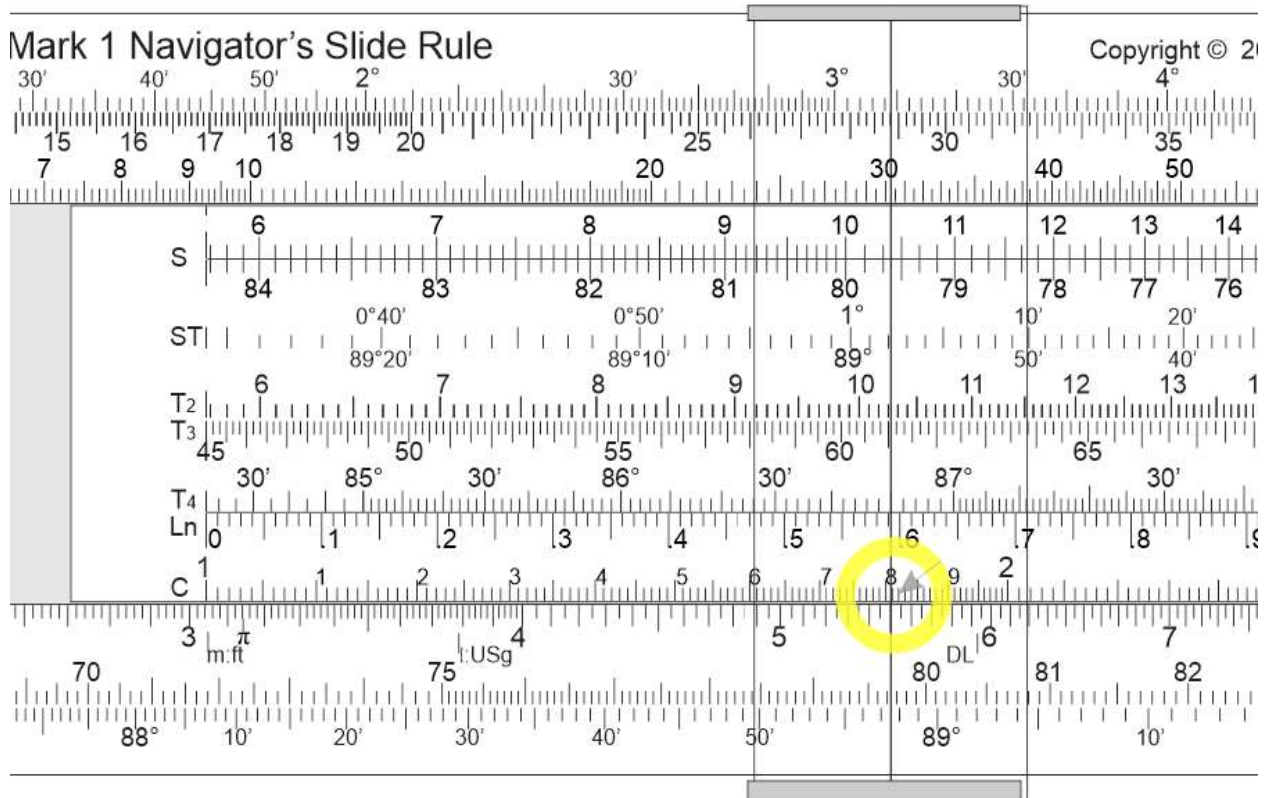 Mark 1 Navigator’s Slide Rule Copyright © 2
30’ 40’ 50’ 2° 30’ 3° 30’ 4°
15 16 17 18 19 20 25 30 35
7 8 9 10 20 30 40 50
6 7 8 9 10 11 12 13 14
S
84 83 82 81 80 79 78 77 76
0°40’ 0°50’ 1° 10’ 20’
ST
89°20’ 89°10’ 89° 50’ 40’
6 7 8 9 10 11 12 13 1
T2
T3
45 50 55 60 65
30’ 85° 30’ 86° 30’ 87° 30’
T4
Ln 0 .1 .2 .3 .4 .5 .6 .7 .8 .9
C 1 1 2 3 4 5 6 7 8 9 2
3 π 4 5 6 7
m:ft l:USg DL
70 75 80 81 82
88° 10’ 20’ 30’ 40’ 50’ 89° 10’